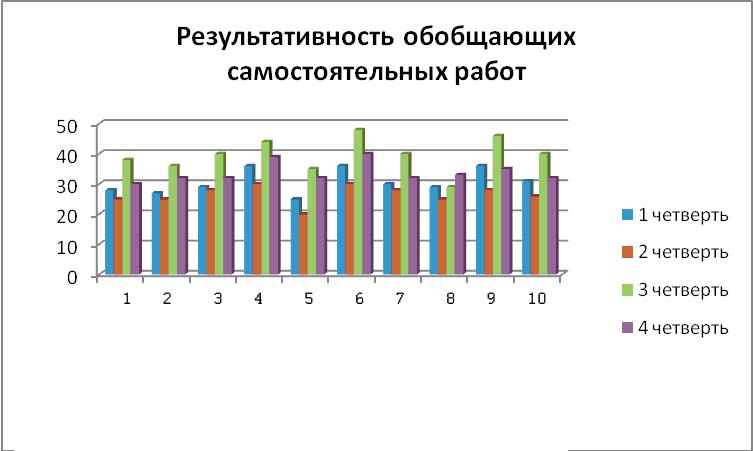 Результативность обобщающих
самостоятельных работ
50
40
30
20
10
0
1 2 3 4 5 6 7 8 9 10
1 четверть
2 четверть
3 четверть
4 четверть